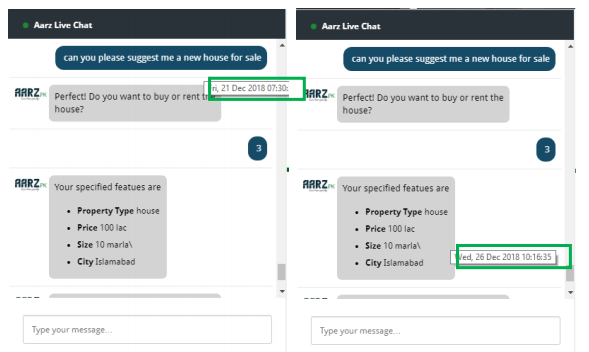 Aarz Live Chat
can you please suggest me a new house for sale
AARZ.PK
Perfect! Do you want to buy or rent the
house?
ri, 21 Dec 2018 07:30:
3
AARZ.PK
Your specified featues are
• Property Type house
• Price 100 lac
• Size 10 marla\
• City Islamabad
Type your message...
Aarz Live Chat
can you please suggest me a new house for sale
AARZ.PK
Perfect! Do you want to buy or rent the
house?
3
AARZ.PK
Your specified featues are
• Property Type house
• Price 100 lac
• Size 10 marla\
• City Islamabad
Wed, 26 Dec 2018 10:16:35
Type your message...